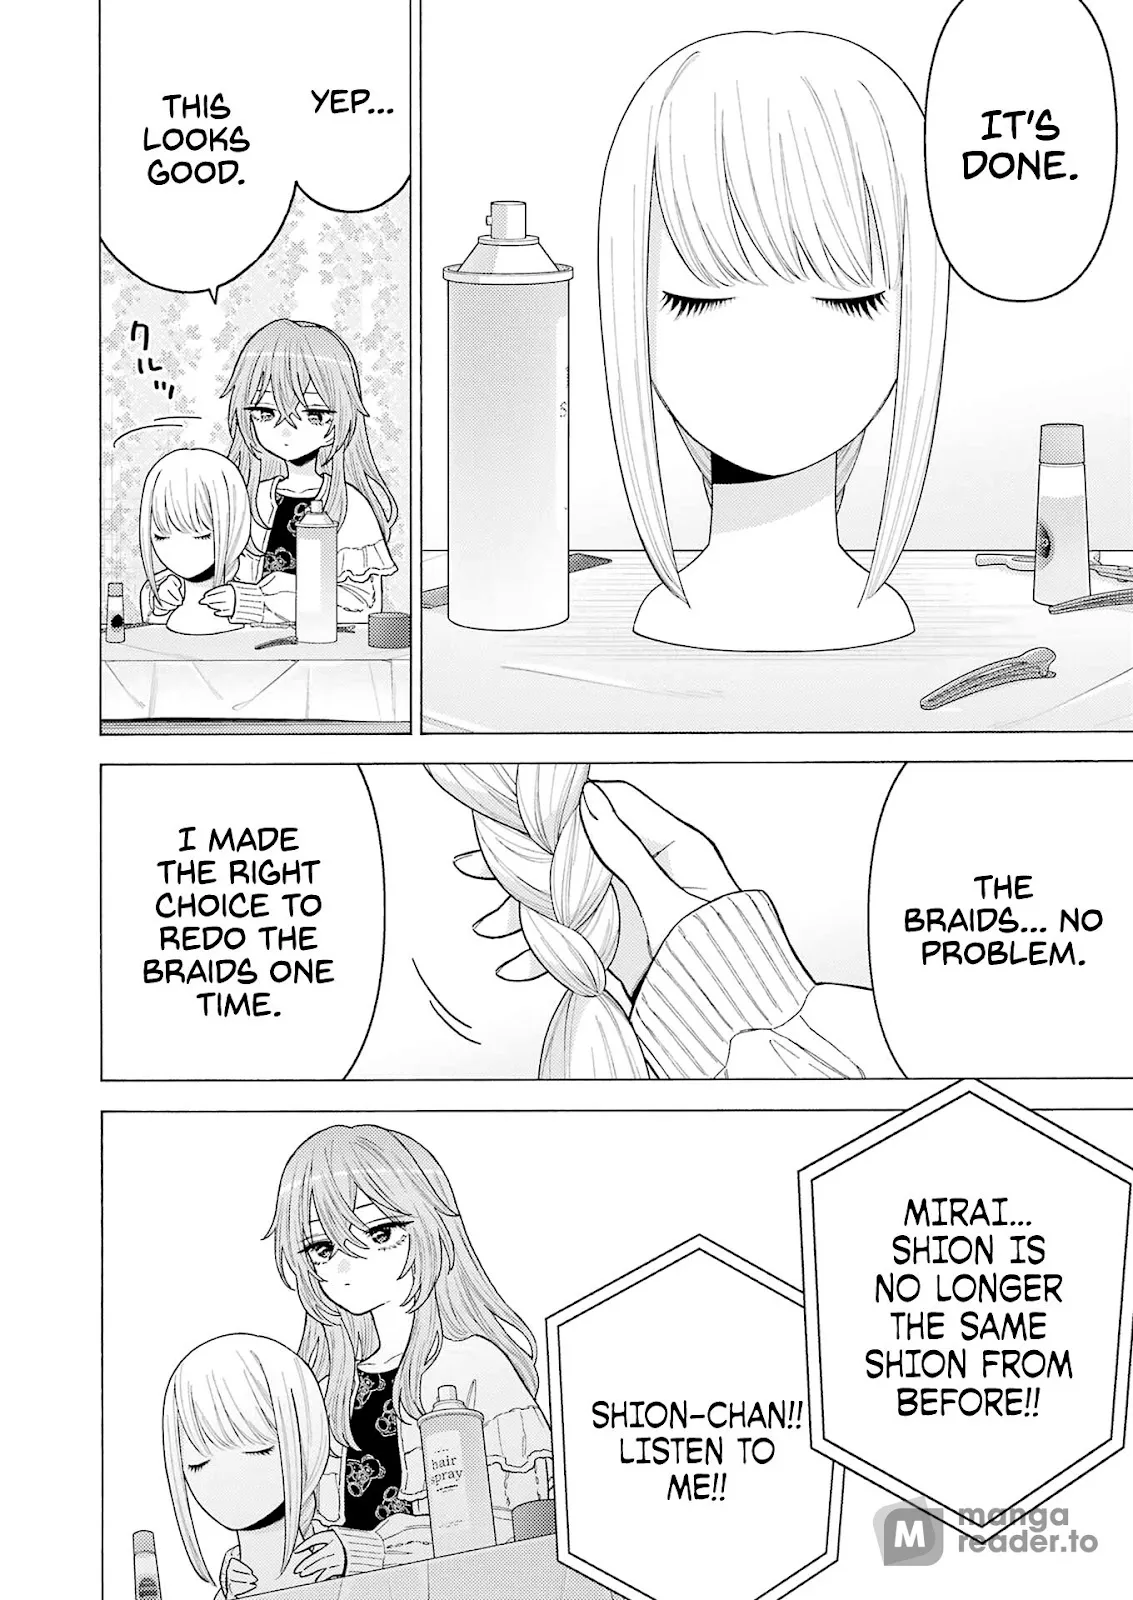 IT'S
DONE.
YEP...
THIS
LOOKS
GOOD.
クルッ
THE
BRAIDS... NO
PROBLEM.
I MADE
THE RIGHT
CHOICE TO
REDO THE
BRAIDS ONE
TIME.
MIRAI...
SHION IS
NO LONGER
THE SAME
SHION FROM
BEFORE!!
SHION-CHAN!!
LISTEN TO
ME!!
hair
spray
M manga
reader.to